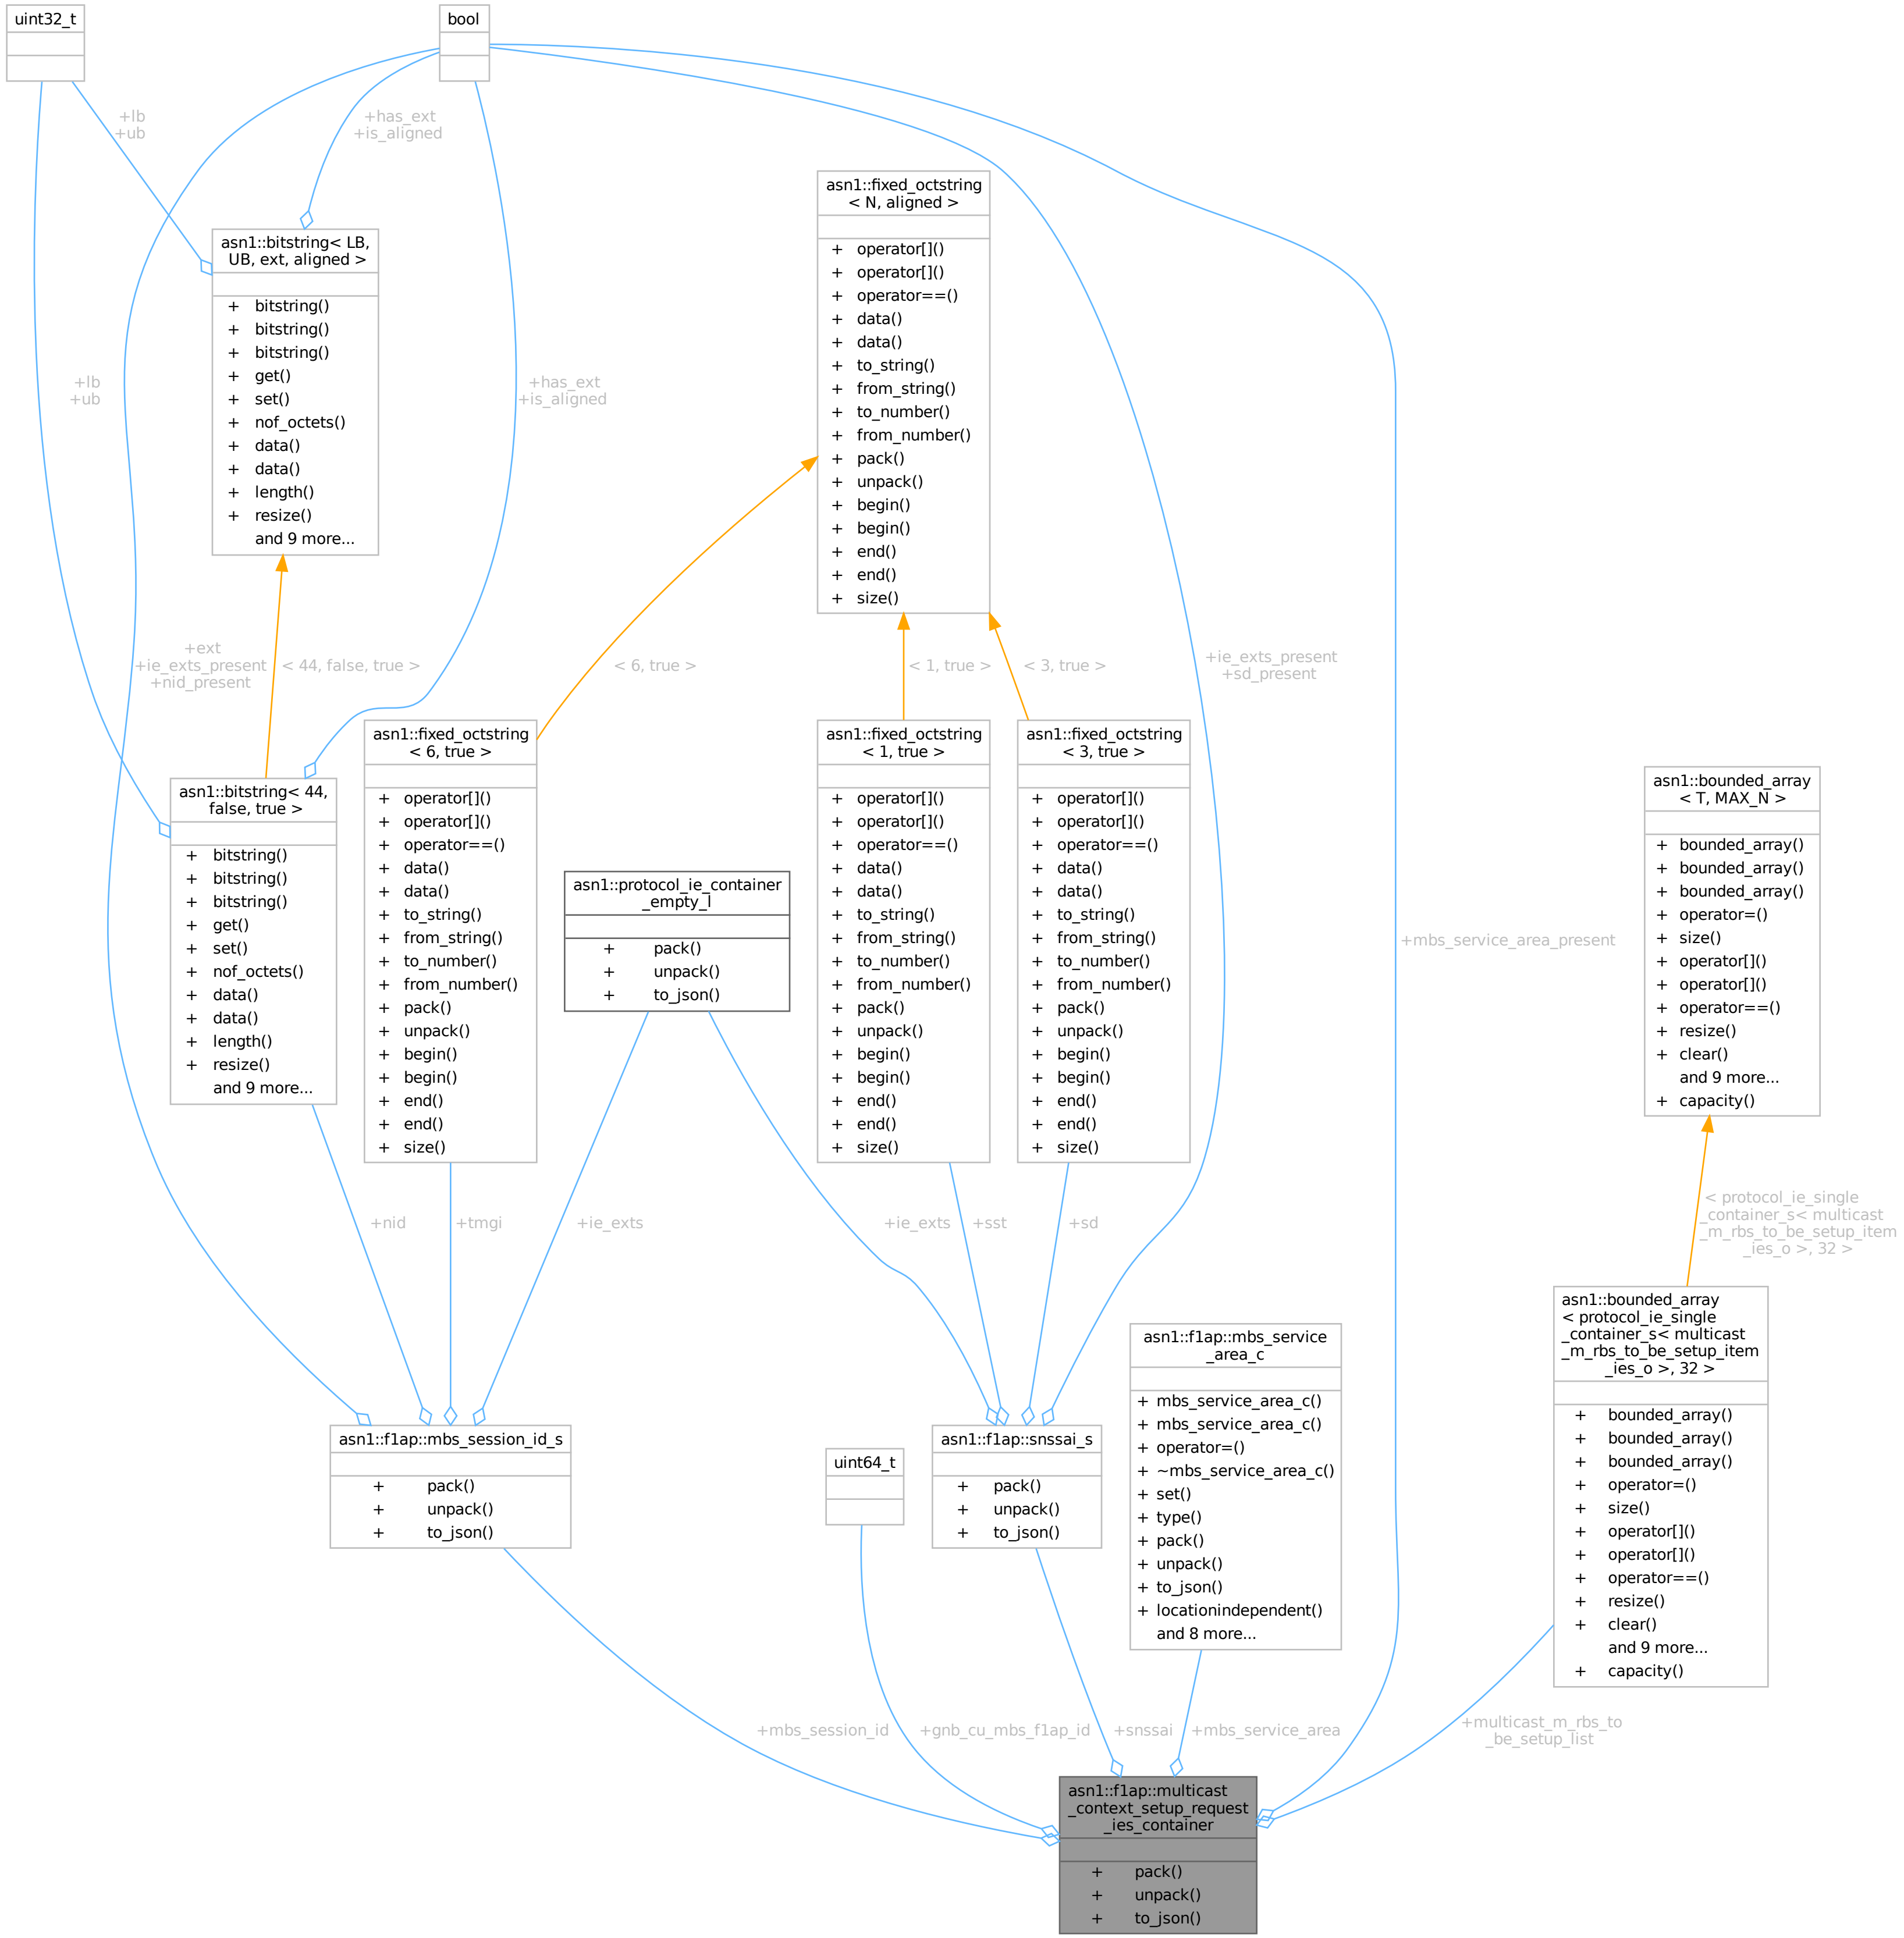 uint32_t
bool
+lb
+ub
+has_ext
+is_aligned
asn1::fixed_octstring
< N, aligned >
+ operator[]()
+ operator[]()
+ operator==()
+ data()
+ data()
+ to_string()
+ from_string()
+ to_number()
+ from_number()
+ pack()
+ unpack()
+ begin()
+ begin()
+ end()
+ end()
+ size()
asn1::bitstring< LB,
UB, ext, aligned >
+ bitstring()
+ bitstring()
+ bitstring()
+ get()
+ set()
+ nof_octets()
+ data()
+ data()
+ length()
+ resize()
and 9 more...
+lb
+ub
+has_ext
+is_aligned
+ext
+ie_exts_present
+nid_present
< 44, false, true >
< 6, true >
< 1, true >
< 3, true >
+ie_exts_present
+sd_present
asn1::bitstring< 44,
false, true >
+ bitstring()
+ bitstring()
+ bitstring()
+ get()
+ set()
+ nof_octets()
+ data()
+ data()
+ length()
+ resize()
and 9 more...
asn1::fixed_octstring
< 6, true >
+ operator[]()
+ operator[]()
+ operator==()
+ data()
+ data()
+ to_string()
+ from_string()
+ to_number()
+ from_number()
+ pack()
+ unpack()
+ begin()
+ begin()
+ end()
+ end()
+ size()
asn1::protocol_ie_container
_empty_l
+ pack()
+ unpack()
+ to_json()
asn1::fixed_octstring
< 1, true >
+ operator[]()
+ operator[]()
+ operator==()
+ data()
+ data()
+ to_string()
+ from_string()
+ to_number()
+ from_number()
+ pack()
+ unpack()
+ begin()
+ begin()
+ end()
+ end()
+ size()
asn1::fixed_octstring
< 3, true >
+ operator[]()
+ operator[]()
+ operator==()
+ data()
+ data()
+ to_string()
+ from_string()
+ to_number()
+ from_number()
+ pack()
+ unpack()
+ begin()
+ begin()
+ end()
+ end()
+ size()
+mbs_service_area_present
asn1::bounded_array
< T, MAX_N >
+ bounded_array()
+ bounded_array()
+ bounded_array()
+ operator=()
+ size()
+ operator[]()
+ operator[]()
+ operator==()
+ resize()
+ clear()
and 9 more...
+ capacity()
+nid
+tmgi
+ie_exts
+ie_exts
+sst
+sd
< protocol_ie_single
_container_s< multicast
_m_rbs_to_be_setup_item
_ies_o >, 32 >
asn1::f1ap::mbs_session_id_s
+ pack()
+ unpack()
+ to_json()
uint64_t
asn1::f1ap::snssai_s
+ pack()
+ unpack()
+ to_json()
asn1::f1ap::mbs_service
_area_c
+ mbs_service_area_c()
+ mbs_service_area_c()
+ operator=()
+ ~mbs_service_area_c()
+ set()
+ type()
+ pack()
+ unpack()
+ to_json()
+ locationindependent()
and 8 more...
asn1::bounded_array
< protocol_ie_single
_container_s< multicast
_m_rbs_to_be_setup_item
_ies_o >, 32 >
+ bounded_array()
+ bounded_array()
+ bounded_array()
+ operator=()
+ size()
+ operator[]()
+ operator[]()
+ operator==()
+ resize()
+ clear()
and 9 more...
+ capacity()
+mbs_session_id
+gnb_cu_mbs_f1ap_id
+snssai
+mbs_service_area
+multicast_m_rbs_to
_be_setup_list
asn1::f1ap::multicast
_context_setup_request
_ies_container
+ pack()
+ unpack()
+ to_json()